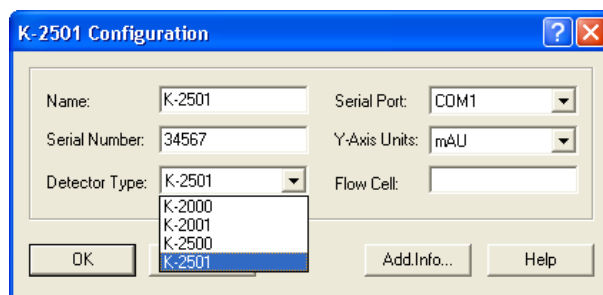 K-2501 Configuration
Name: K-2501 Serial Port: COM1
Serial Number: 34567 Y-Axis Units: mAU
Detector Type: K-2501 Flow Cell:
K-2000
K-2001
K-2500
K-2501
OK Add.Info... Help